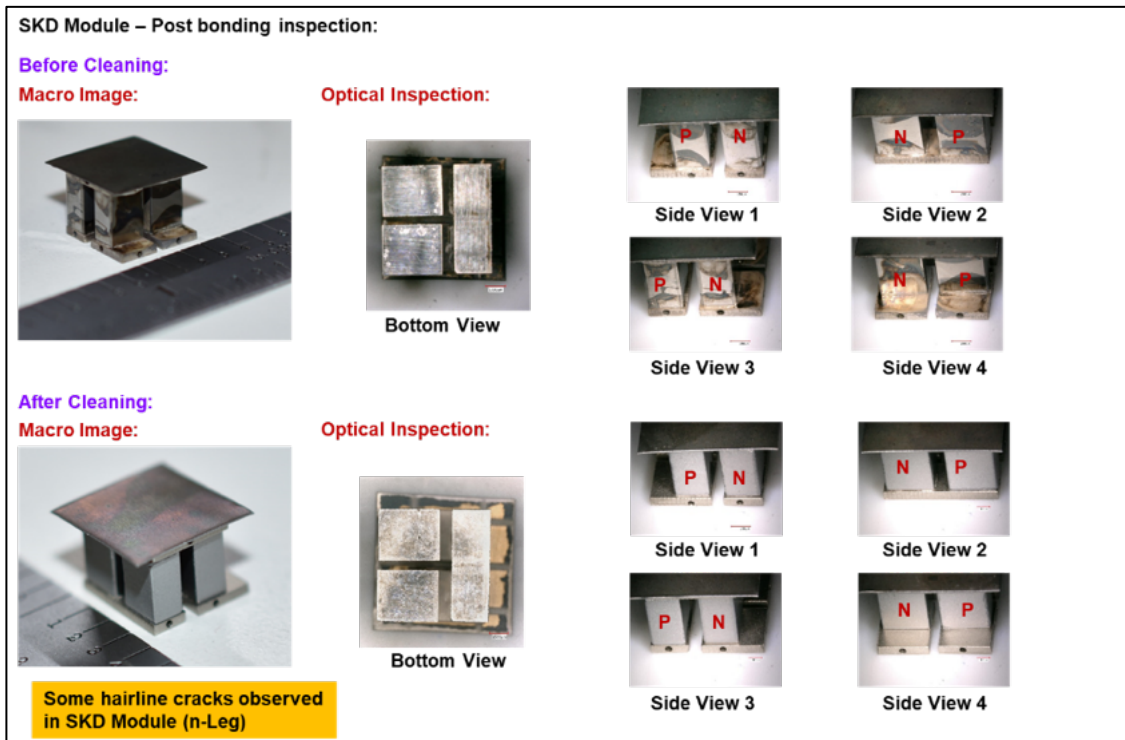 SKD Module – Post bonding inspection:
Before Cleaning:
Macro Image:
Optical Inspection:
P N
Side View 1
N P
Side View 2
P N
Side View 3
N P
Side View 4
Bottom View
After Cleaning:
Macro Image:
Optical Inspection:
P N
Side View 1
N P
Side View 2
P N
Side View 3
N P
Side View 4
Bottom View
Some hairline cracks observed
in SKD Module (n-Leg)